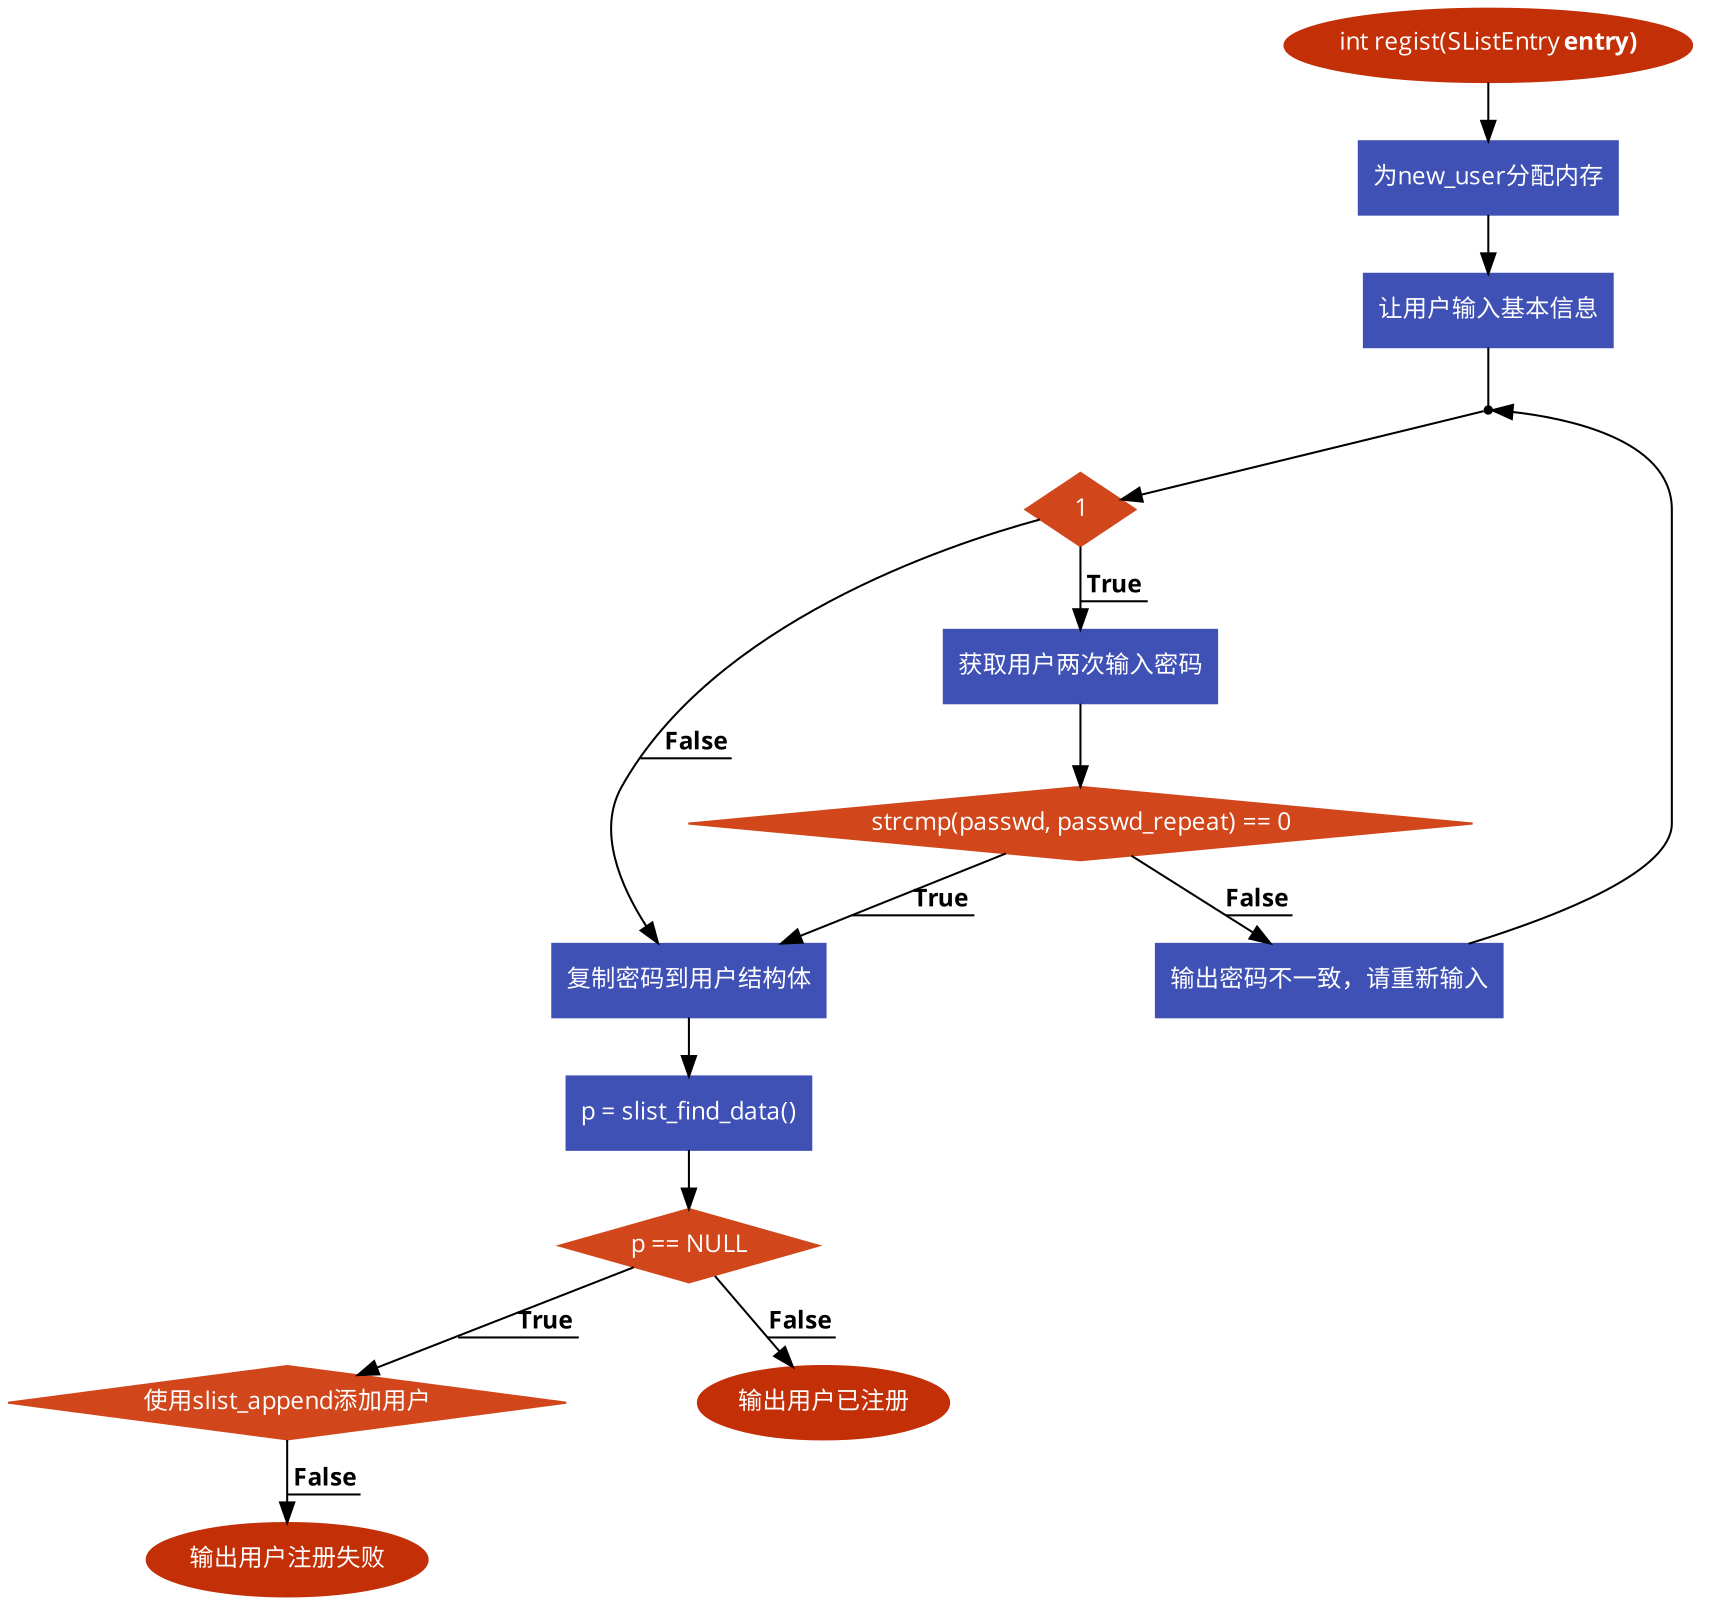 int regist(SListEntry entry)
为new_user分配内存
让用户输入基本信息
1
True
获取用户两次输入密码
False
strcmp(passwd, passwd_repeat) == 0
True
False
复制密码到用户结构体
输出密码不一致，请重新输入
p = slist_find_data()
p == NULL
True
False
使用slist_append添加用户
输出用户已注册
False
输出用户注册失败